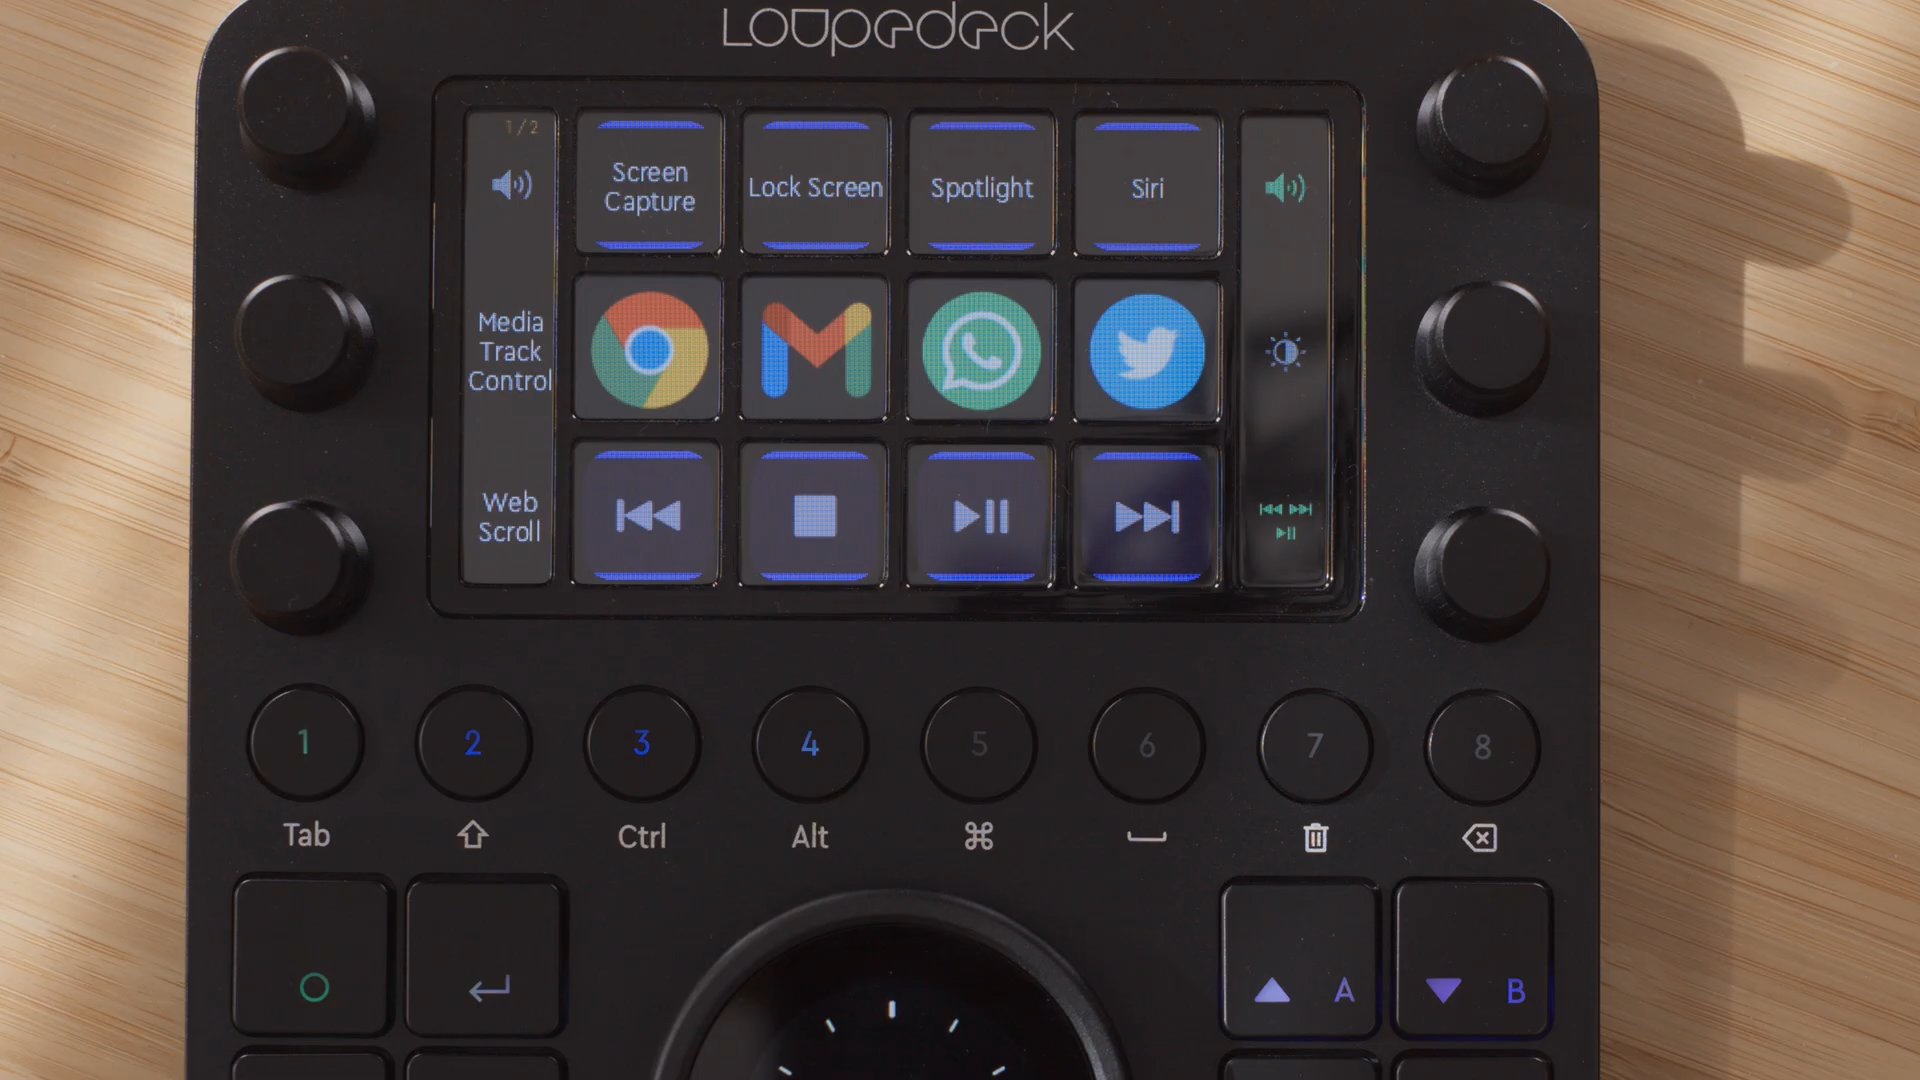 Loupedeck
1/2
Screen
Capture
Lock Screen
Spotlight
Siri
Media
Track
Control
Web
Scroll
1
2
3
4
5
6
7
8
Tab
Ctrl
Alt
⌘
A
B